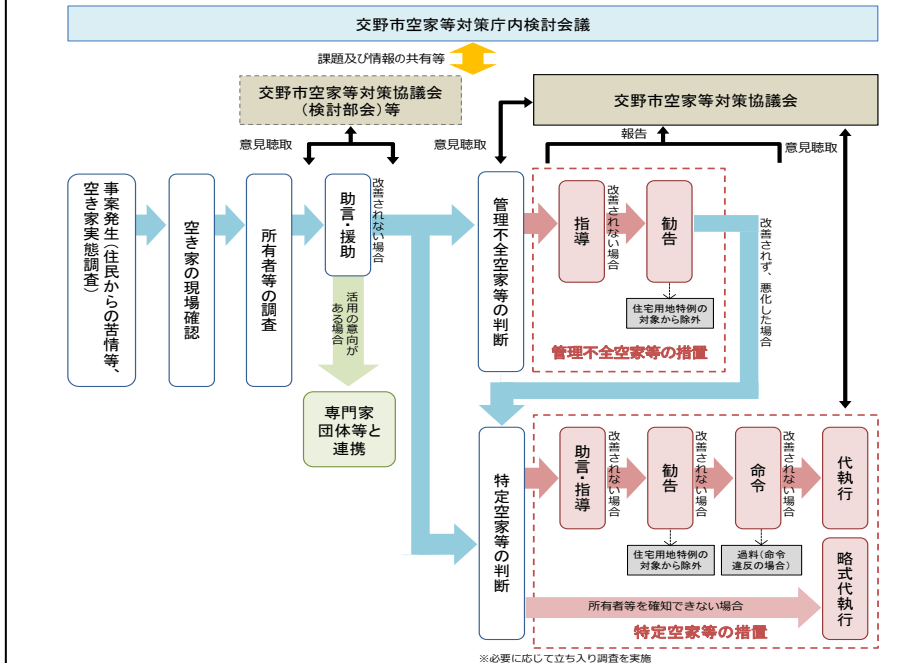 交野市空家等対策庁内検討会議
課題及び情報の共有等
交野市空家等対策協議会
(検討部会)等
交野市空家等対策協議会
意見聴取
報告
意見聴取
事案発生(住民からの苦情等、
空き家実態調査)
空き家の現場確認
所有者等の調査
助言・援助
改善されない場合
活用の意向が
ある場合
専門家
団体等と
連携
管理不全空家等の判断
指導
改善されない場合
勧告
住宅用地特例の
対象から除外
管理不全空家等の措置
改善されず、悪化した場合
特定空家等の判断
助言・指導
改善されない場合
勧告
改善されない場合
命令
改善されない場合
代執行
住宅用地特例の
対象から除外
過料(命令
違反の場合)
所有者等を確知できない場合
略式代執行
特定空家等の措置
※必要に応じて立ち入り調査を実施